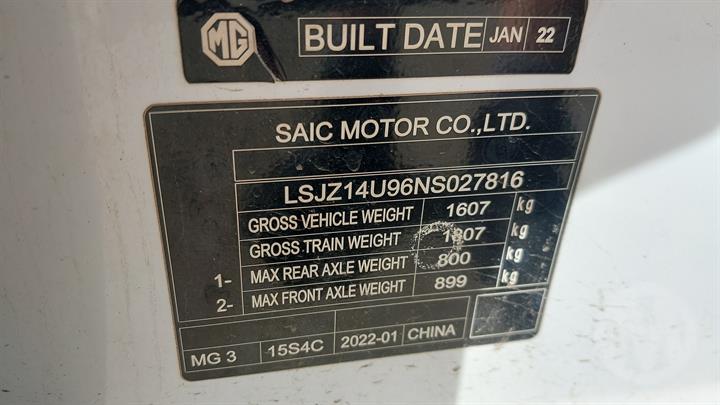 MG BUILT DATE JAN 22
SAIC MOTOR CO.,LTD.
LSJZ14U96NS027816
GROSS VEHICLE WEIGHT 1607 kg
GROSS TRAIN WEIGHT 1807 kg
1- MAX REAR AXLE WEIGHT 800 kg
2- MAX FRONT AXLE WEIGHT 899 kg
MG 3 15S4C 2022-01 CHINA